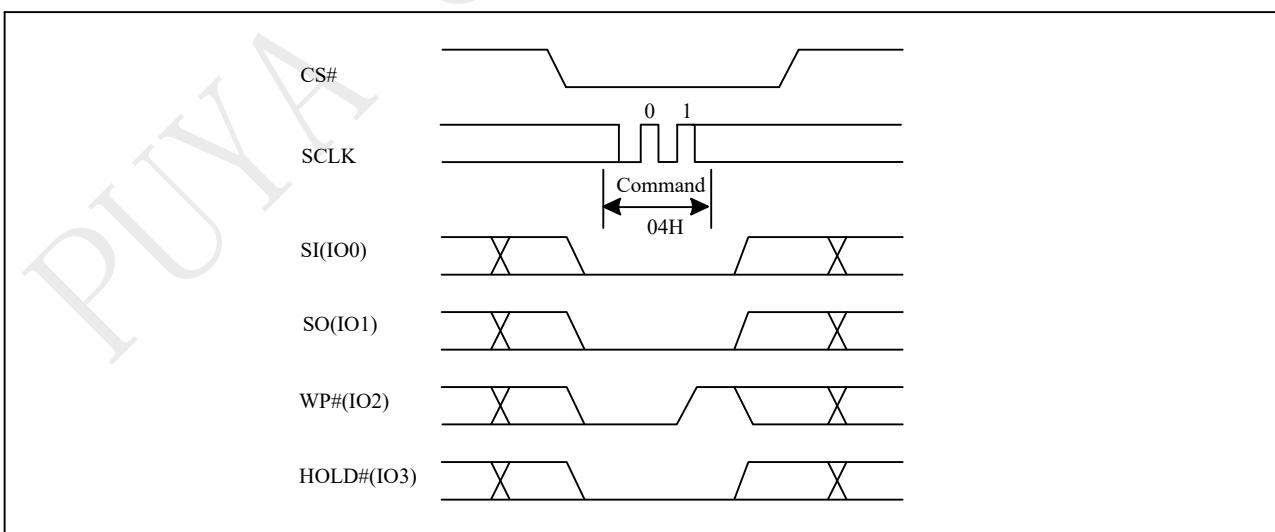 CS#
0 1
SCLK
Command
04H
SI(IO0)
SO(IO1)
WP#(IO2)
HOLD#(IO3)
PUYA